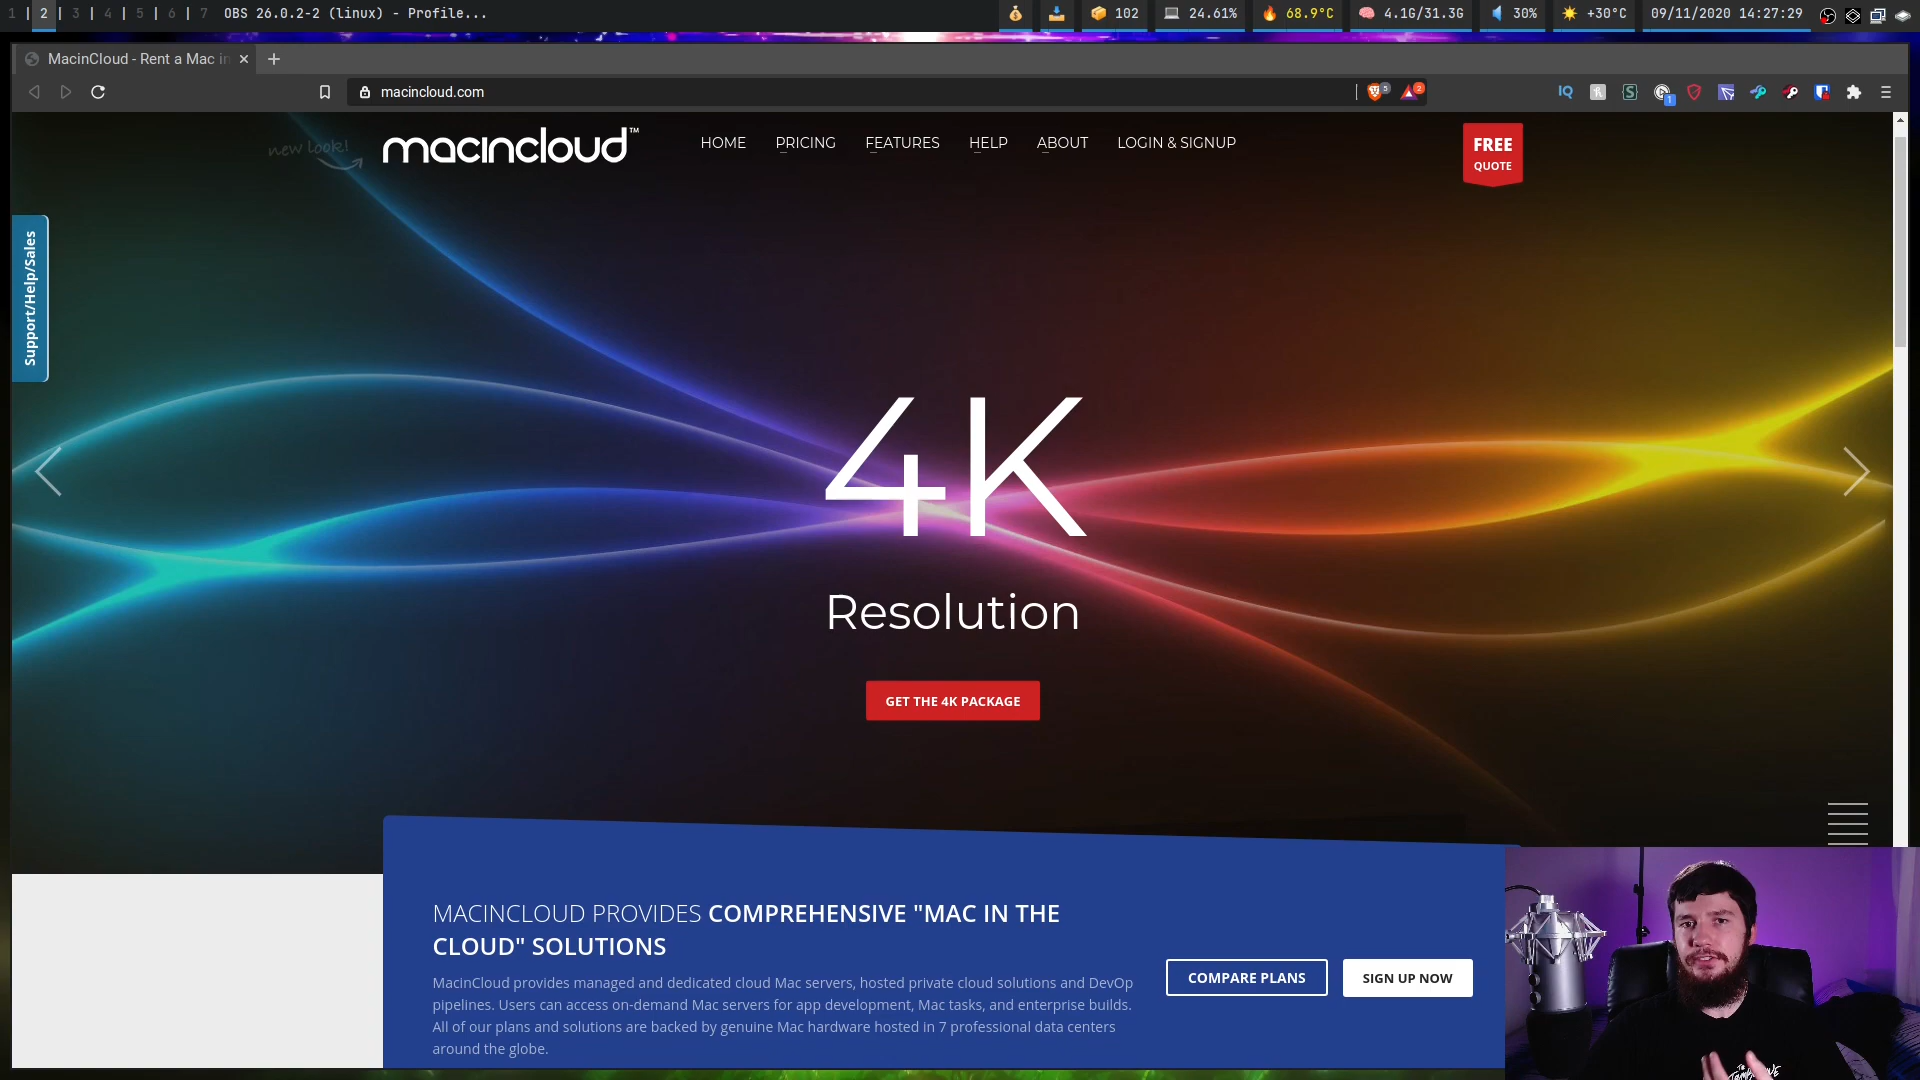 1 | 2 | 3 | 4 | 5 | 6 | 7 OBS 26.0.2-2 (linux) - Profile...
102 24.61% 68.9°C 4.1G/31.3G 30% +30°C 09/11/2020 14:27:29
MacinCloud - Rent a Mac in
macincloud.com
5
2
IQ
1
new look!
macincloud™
HOME PRICING FEATURES HELP ABOUT LOGIN & SIGNUP
FREE
QUOTE
Support/Help/Sales
4K
Resolution
GET THE 4K PACKAGE
MACINCLOUD PROVIDES COMPREHENSIVE "MAC IN THE
CLOUD" SOLUTIONS
MacinCloud provides managed and dedicated cloud Mac servers, hosted private cloud solutions and DevOp
pipelines. Users can access on-demand Mac servers for app development, Mac tasks, and enterprise builds.
All of our plans and solutions are backed by genuine Mac hardware hosted in 7 professional data centers
around the globe.
COMPARE PLANS
SIGN UP NOW